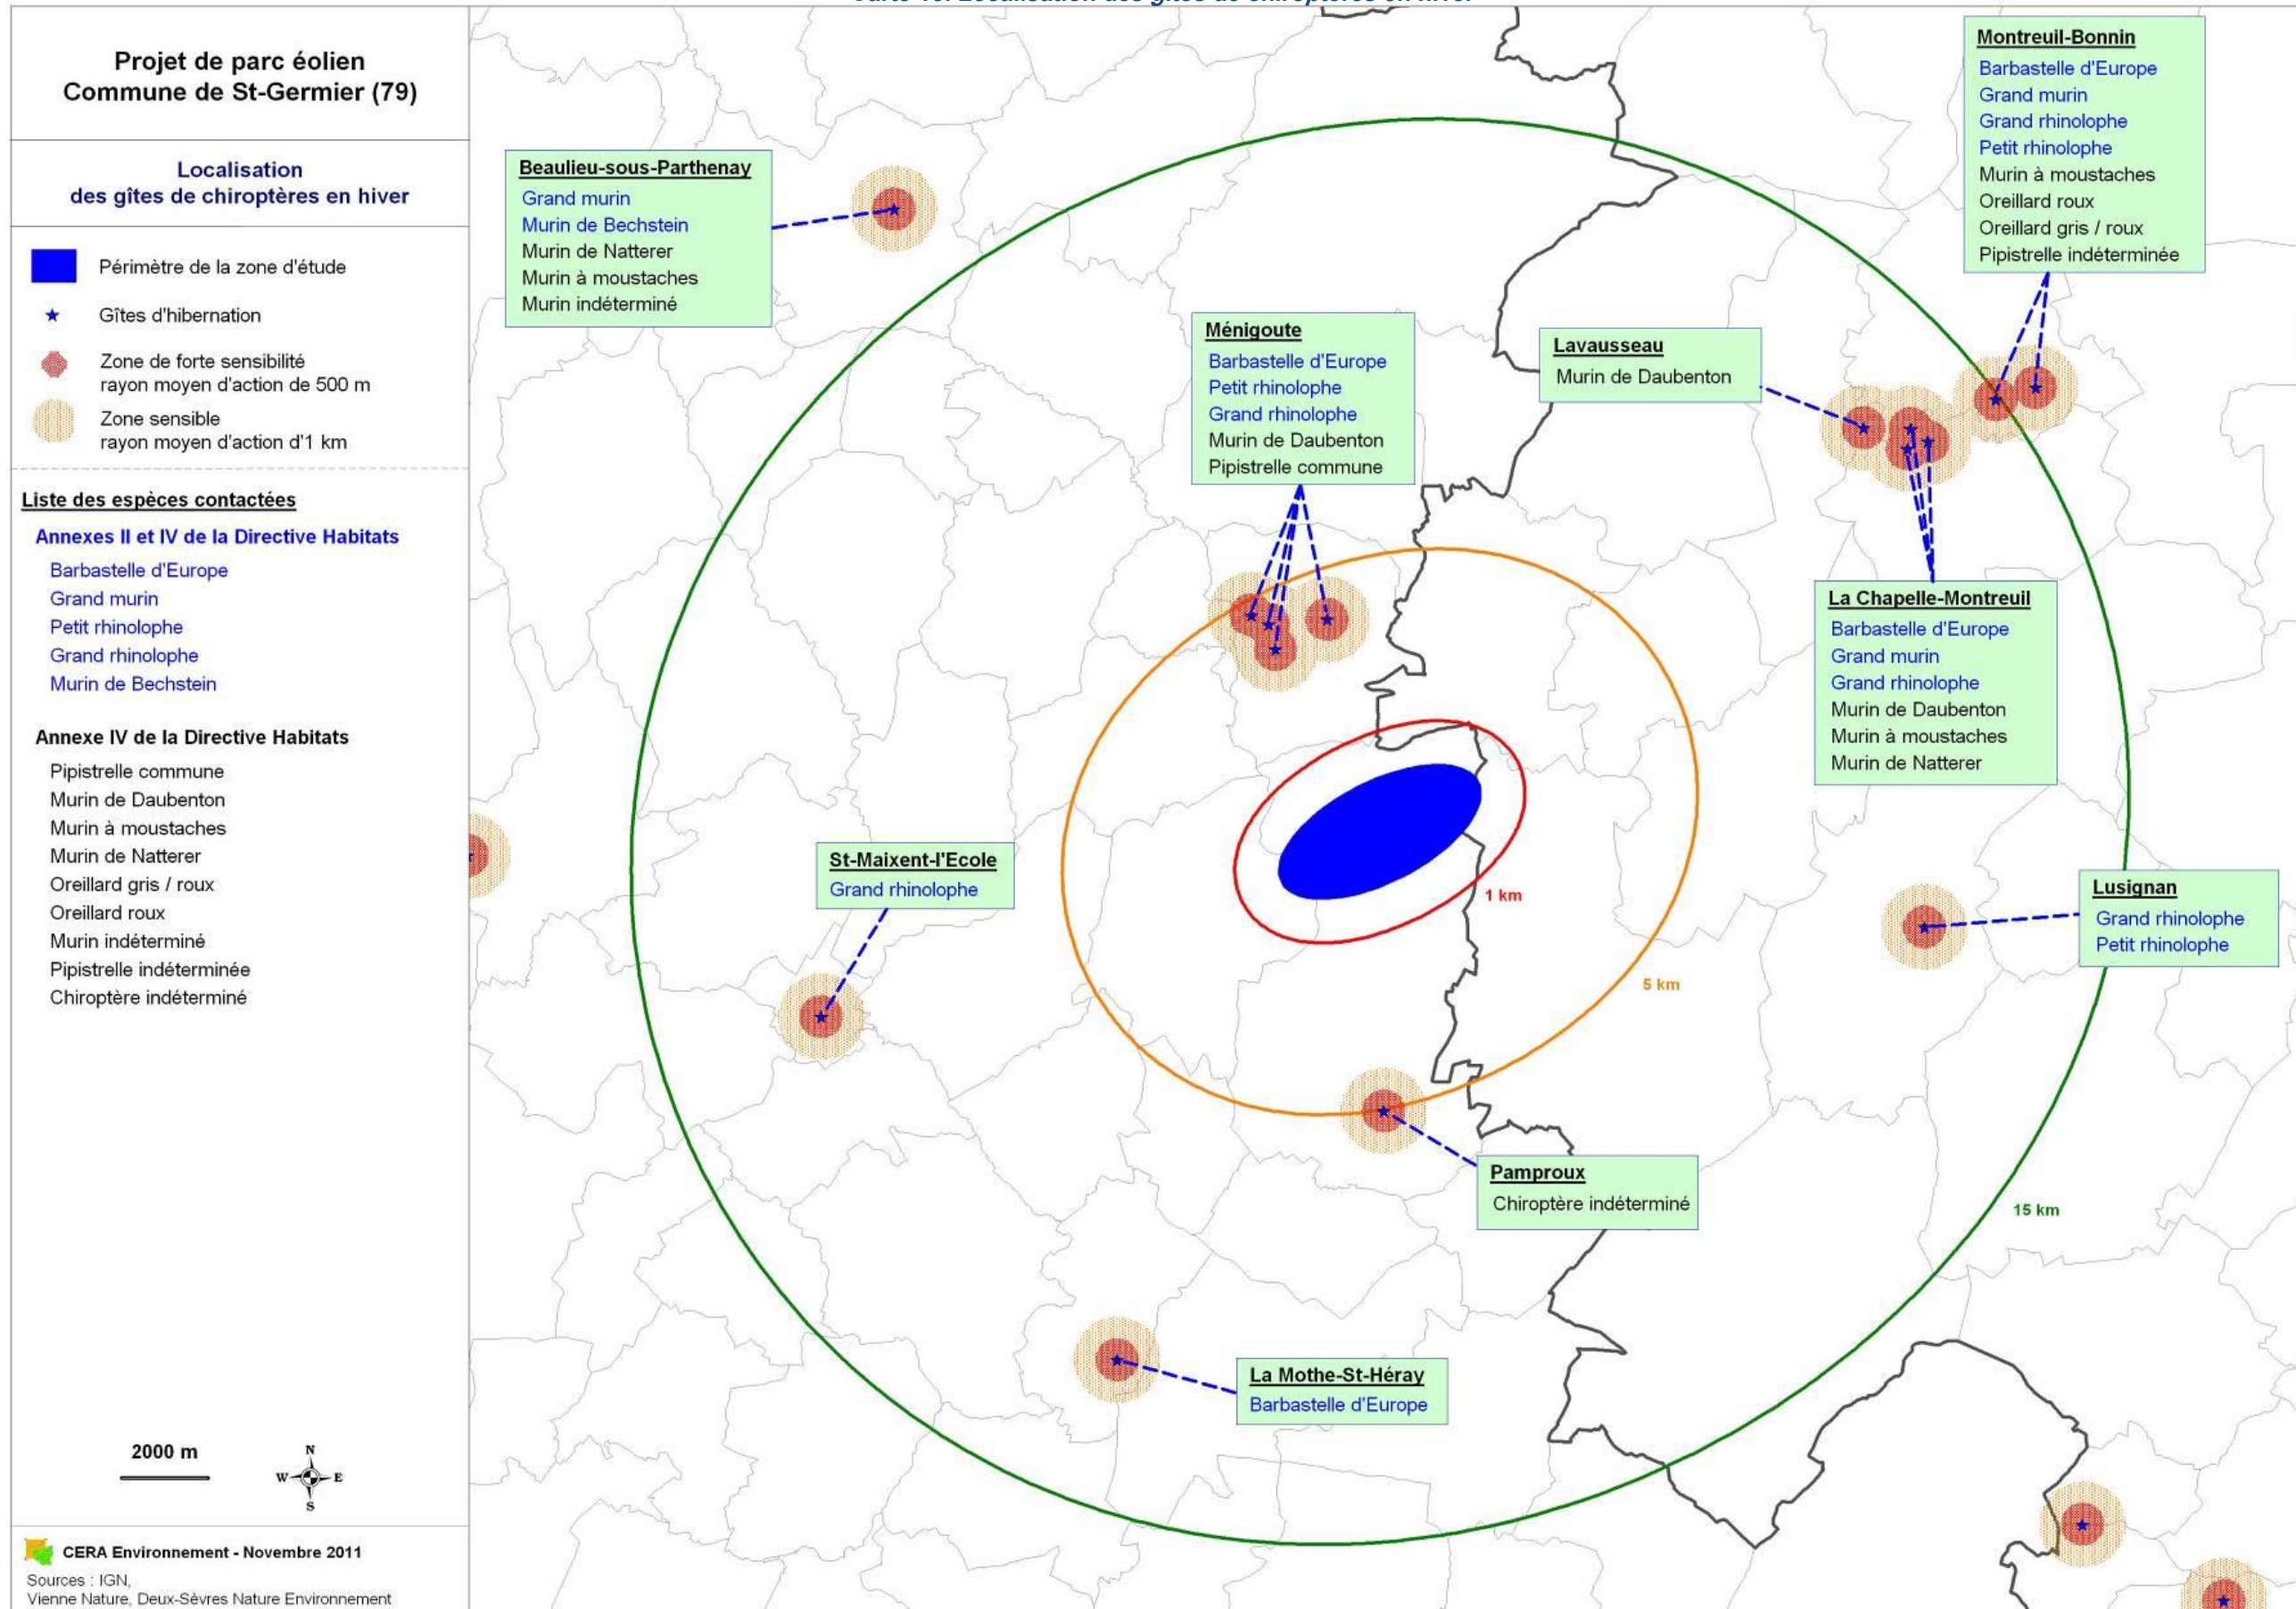 Projet de parc éolien
Commune de St-Germier (79)
Localisation
des gîtes de chiroptères en hiver
Périmètre de la zone d'étude
Gîtes d'hibernation
Zone de forte sensibilité
rayon moyen d'action de 500 m
Zone sensible
rayon moyen d'action d'1 km
Liste des espèces contactées
Annexes II et IV de la Directive Habitats
Barbastelle d'Europe
Grand murin
Petit rhinolophe
Grand rhinolophe
Murin de Bechstein
Annexe IV de la Directive Habitats
Pipistrelle commune
Murin de Daubenton
Murin à moustaches
Murin de Natterer
Oreillard gris / roux
Oreillard roux
Murin indéterminé
Pipistrelle indéterminée
Chiroptère indéterminé
2000 m
N
W E
S
CERA Environnement - Novembre 2011
Sources : IGN,
Vienne Nature, Deux-Sèvres Nature Environnement
Beaulieu-sous-Parthenay
Grand murin
Murin de Bechstein
Murin de Natterer
Murin à moustaches
Murin indéterminé
Ménigoute
Barbastelle d'Europe
Petit rhinolophe
Grand rhinolophe
Murin de Daubenton
Pipistrelle commune
Lavausseau
Murin de Daubenton
Montreuil-Bonnin
Barbastelle d'Europe
Grand murin
Grand rhinolophe
Petit rhinolophe
Murin à moustaches
Oreillard roux
Oreillard gris / roux
Pipistrelle indéterminée
La Chapelle-Montreuil
Barbastelle d'Europe
Grand murin
Grand rhinolophe
Murin de Daubenton
Murin à moustaches
Murin de Natterer
St-Maixent-l'Ecole
Grand rhinolophe
1 km
Lusignan
Grand rhinolophe
Petit rhinolophe
5 km
Pamproux
Chiroptère indéterminé
15 km
La Mothe-St-Héray
Barbastelle d'Europe